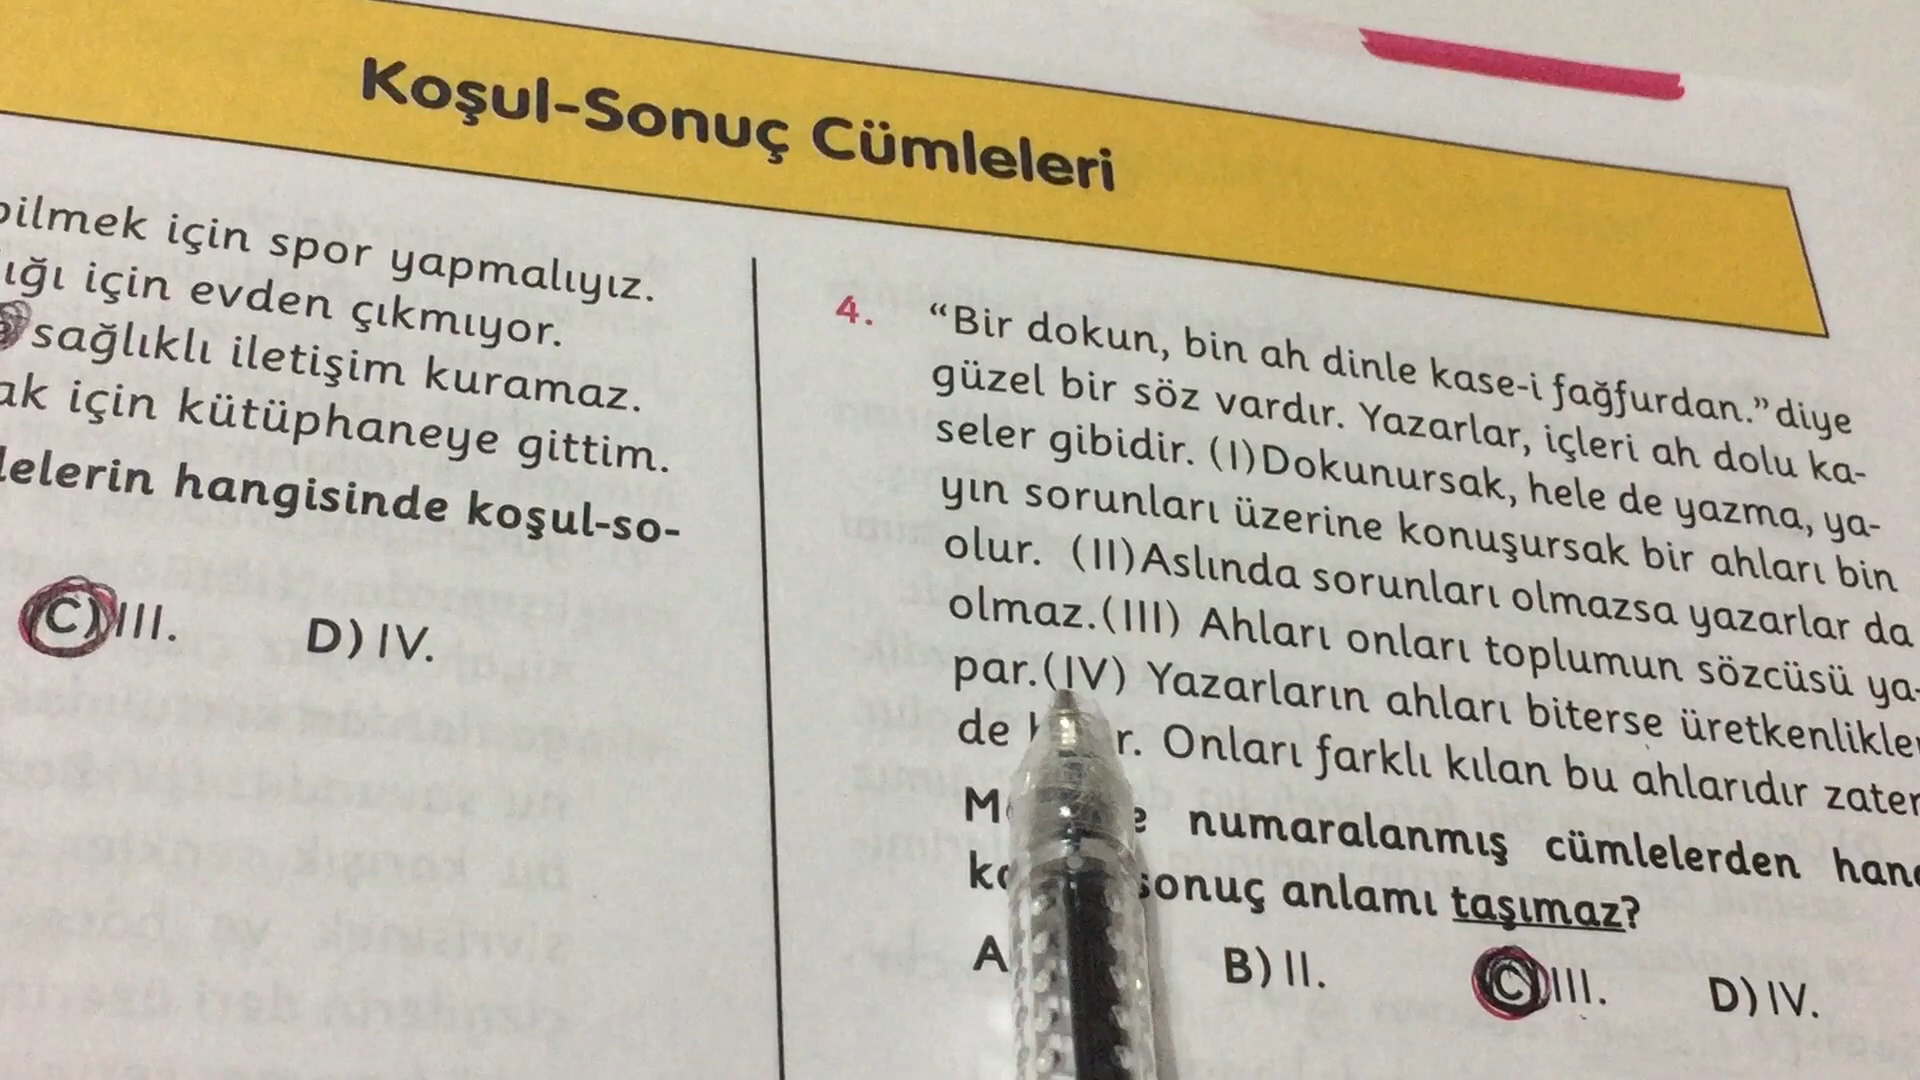 Koşul-Sonuç Cümleleri
bilmek için spor yapmalıyız.
ığı için evden çıkmıyor.
sağlıklı iletişim kuramaz.
ak için kütüphaneye gittim.
lelerin hangisinde koşul-so-
C) III. D) IV.
4. “Bir dokun, bin ah dinle kase-i fağfurdan.” diye
güzel bir söz vardır. Yazarlar, içleri ah dolu ka-
seler gibidir. (I)Dokunursak, hele de yazma, ya-
yın sorunları üzerine konuşursak bir ahları bin
olur. (II)Aslında sorunları olmazsa yazarlar da
olmaz.(III) Ahları onları toplumun sözcüsü ya-
par.(IV) Yazarların ahları biterse üretkenlikler
de r. Onları farklı kılan bu ahlarıdır zaten
numaralanmış cümlelerden hang
sonuç anlamı taşımaz?
A B) II. C) III. D) IV.